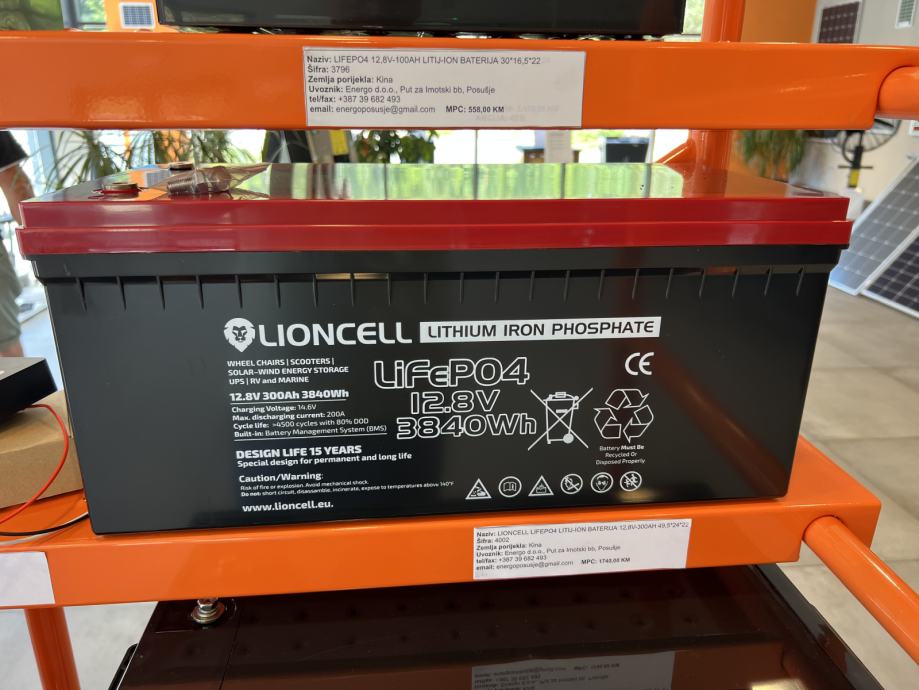 Naziv: LIFEPO4 12,8V-100AH LITIJ-ION BATERIJA 30*16,5*22
Šifra: 3796
Zemlja porijekla: Kina
Uvoznik: Energo d.o.o., Put za Imotski bb, Posušje
tel/fax: +387 39 682 493
email: energoposusje@gmail.com MPC: 558,00 KM
LIONCELL LITHIUM IRON PHOSPHATE
WHEEL CHAIRS | SCOOTERS |
SOLAR-WIND ENERGY STORAGE
UPS | RV and MARINE
12.8V 300Ah 3840Wh
Charging Voltage: 14.6V
Max. discharging current: 200A
Cycle life: >4500 cycles with 80% DOD
Built-in: Battery Management System (BMS)
LiFePO4
12.8V
3840Wh
CE
Battery Must Be
Recycled Or
Disposed Properly
DESIGN LIFE 15 YEARS
Special design for permanent and long life
Caution/Warning
Risk of fire or explosion. Avoid mechanical shock.
Do not short circuit, disassemble, incinerate, expose to temperatures above 140°F
www.lioncell.eu.
Naziv: LIONCELL LIFEPO4 LITIJ-ION BATERIJA 12,8V-300AH 49,5*24*22
Šifra: 4002
Zemlja porijekla: Kina
Uvoznik: Energo d.o.o., Put za Imotski bb, Posušje
tel/fax: +387 39 682 493
email: energoposusje@gmail.com MPC: 1740,00 KM